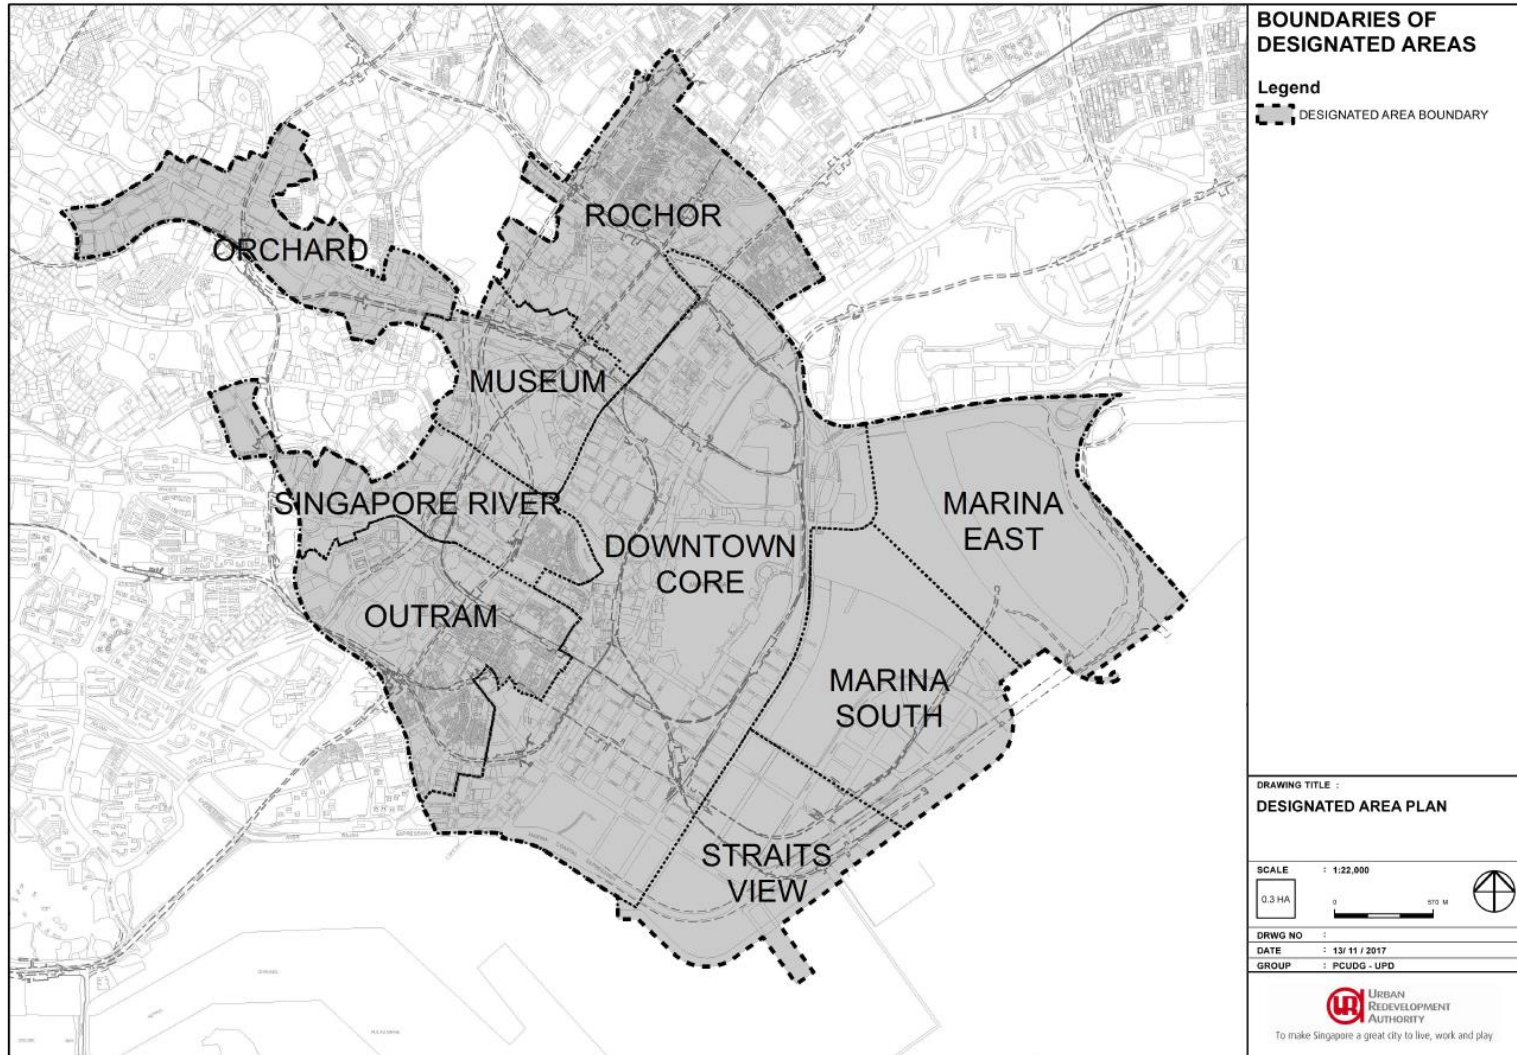 BOUNDARIES OF
DESIGNATED AREAS
Legend
DESIGNATED AREA BOUNDARY
ROCHOR
ORCHARD
MUSEUM
SINGAPORE RIVER
MARINA
EAST
DOWNTOWN
CORE
OUTRAM
MARINA
SOUTH
STRAITS
VIEW
DRAWING TITLE :
DESIGNATED AREA PLAN
SCALE : 1:22,000
0.3 HA
0 570 M
DRWG NO :
DATE : 13/ 11 / 2017
GROUP : PCUDG - UPD
URBAN
REDEVELOPMENT
AUTHORITY
To make Singapore a great city to live, work and play